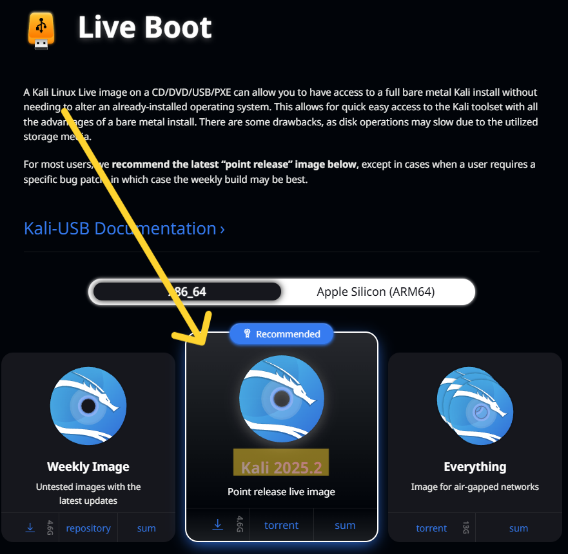 Live Boot
A Kali Linux Live image on a CD/DVD/USB/PXE can allow you to have access to a full bare metal Kali install without
needing to alter an already-installed operating system. This allows for quick easy access to the Kali toolset with all
the advantages of a bare metal install. There are some drawbacks, as disk operations may slow due to the utilized
storage media.
For most users, we recommend the latest “point release” image below, except in cases when a user requires a
specific bug patch, in which case the weekly build may be best.
Kali-USB Documentation ›
x86_64
Apple Silicon (ARM64)
Recommended
Weekly Image
Untested images with the
latest updates
4.6G
repository
sum
Kali 2025.2
Point release live image
4.6G
torrent
sum
Everything
Image for air-gapped networks
torrent
13G
sum